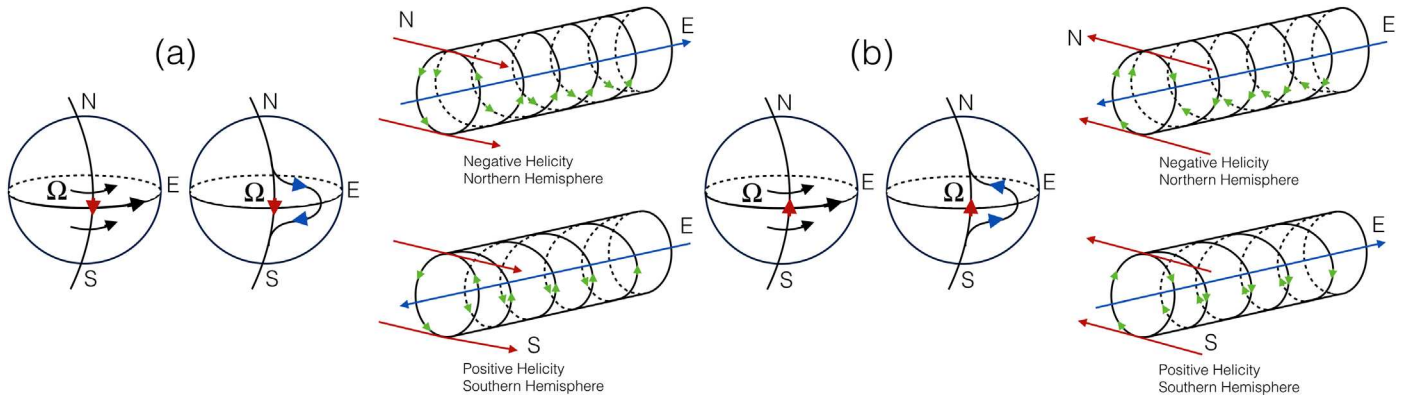 (a)
N
Ω
E
S
N
Ω
E
S
N
E
Negative Helicity
Northern Hemisphere
E
S
Positive Helicity
Southern Hemisphere
(b)
N
Ω
E
S
N
Ω
E
S
N
E
Negative Helicity
Northern Hemisphere
E
S
Positive Helicity
Southern Hemisphere